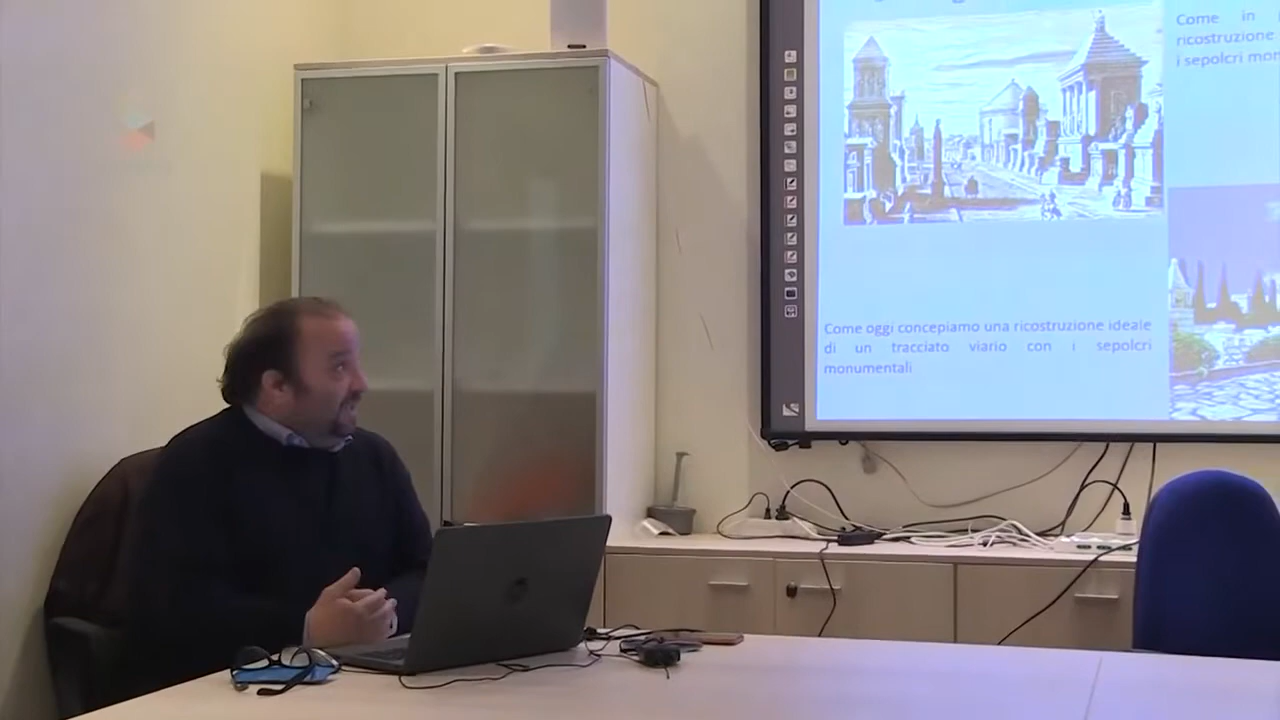 Come in
ricostruzione
i sepolcri
Come oggi concepiamo una ricostruzione ideale
di un tracciato viario con i sepolcri
monumentali